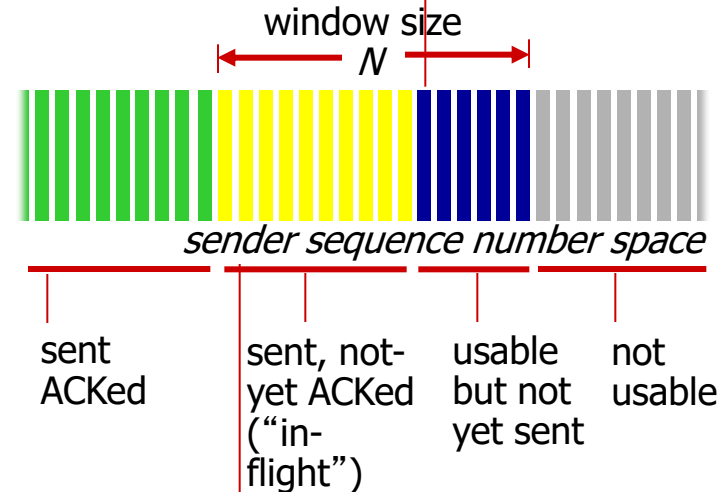 window size
N
sender sequence number space
sent
ACKed
sent, not-
yet ACKed
(“in-
flight”)
usable
but not
yet sent
not
usable